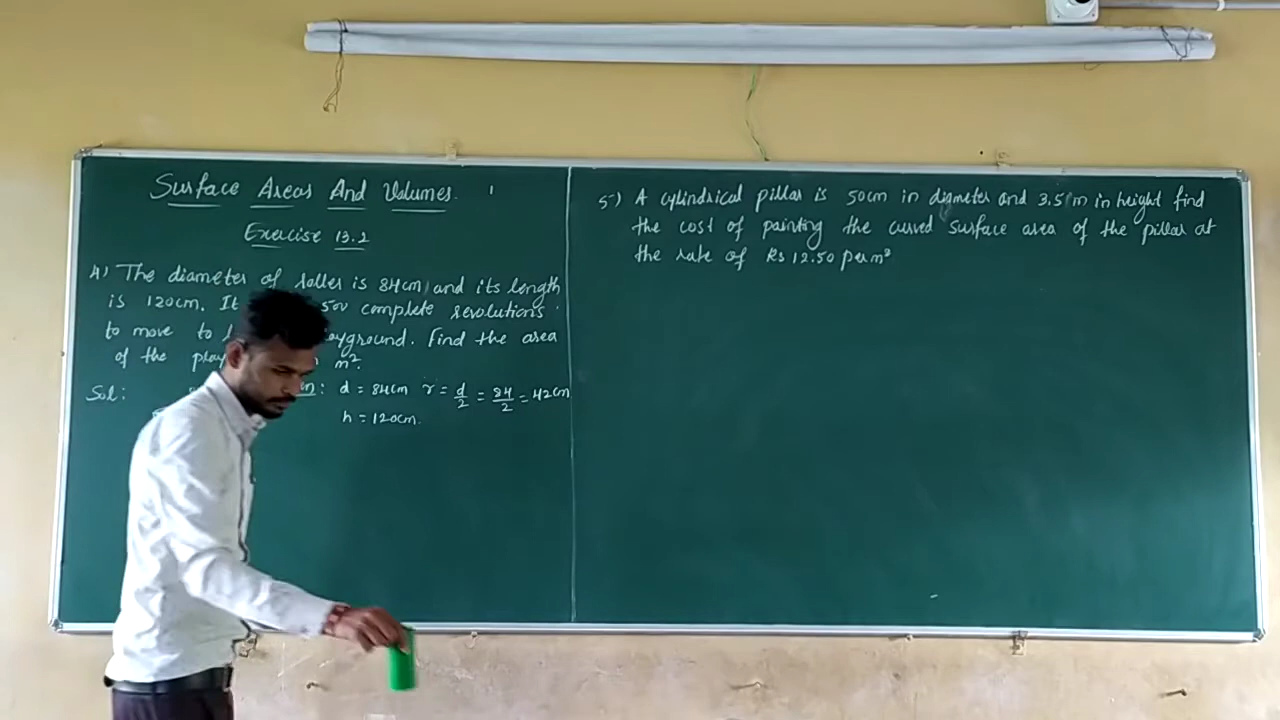 Surface Areas And Volumes.
Exercise 13.2
4) The diameter of roller is 84cm, and its length
is 120cm. It 500 complete revolutions
to move to playground. Find the area
of the m².
Sol: d = 84cm r = d/2 = 84/2 = 42cm
h = 120cm.
5) A cylindrical pillar is 50cm in diameter and 3.5m in height find
the cost of painting the curved surface area of the pillar at
the rate of Rs 12.50 per m²